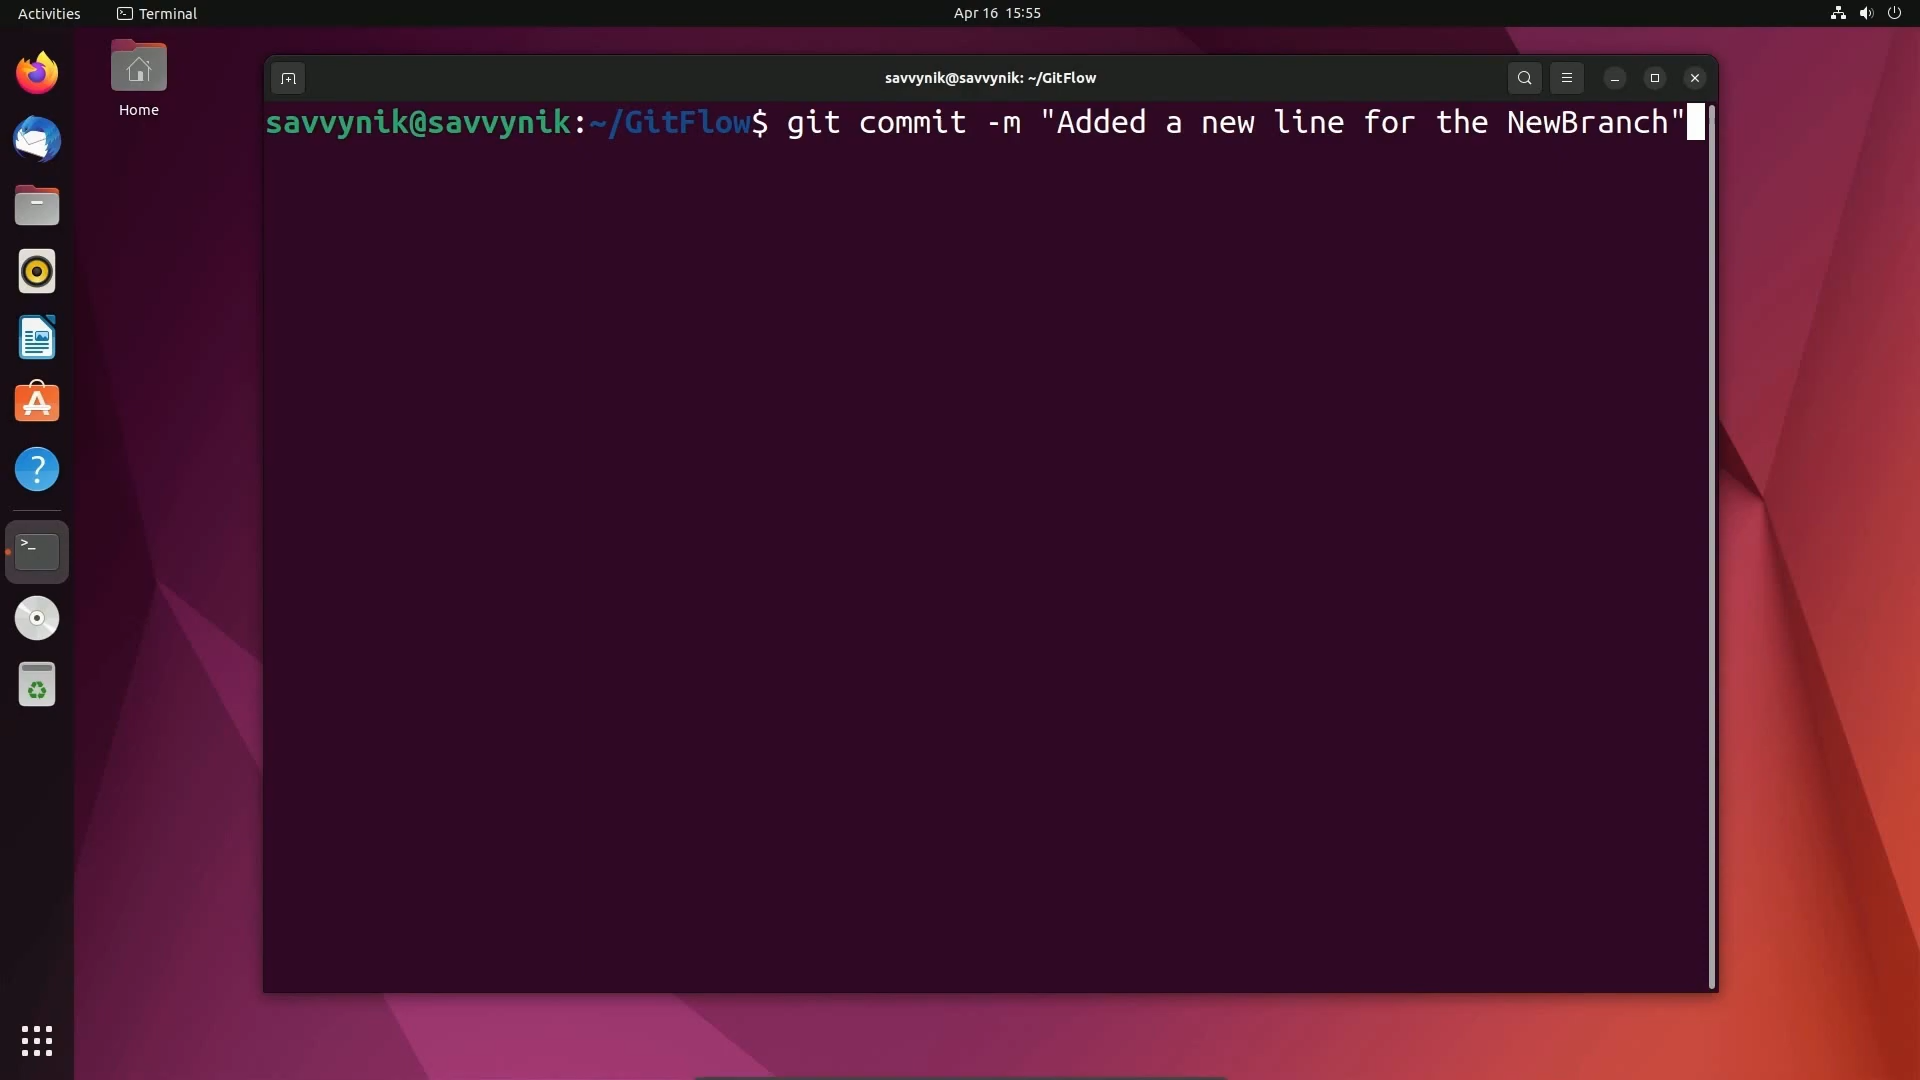 Activities
Terminal
Apr 16 15:55
Home
savvynik@savvynik: ~/GitFlow
savvynik@savvynik:~/GitFlow$ git commit -m "Added a new line for the NewBranch"
>_